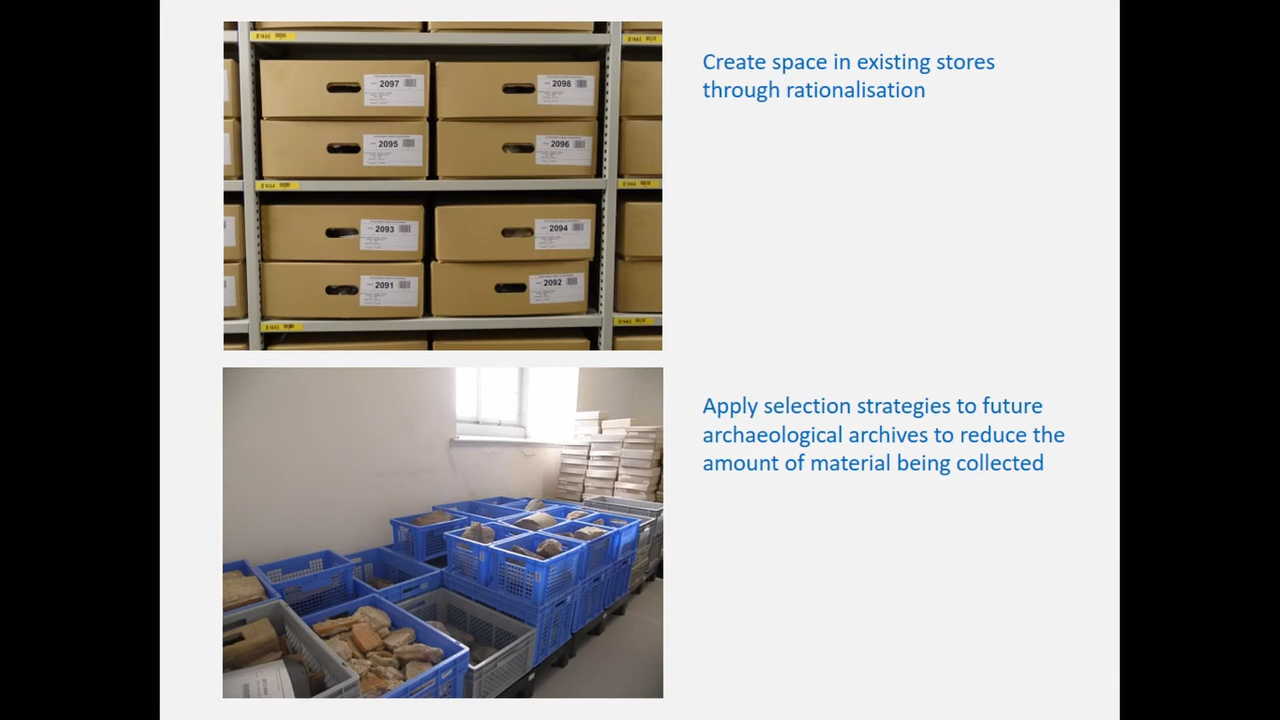 Create space in existing stores
through rationalisation
2097
2098
2095
2096
2093
2094
2091
2092
Apply selection strategies to future
archaeological archives to reduce the
amount of material being collected